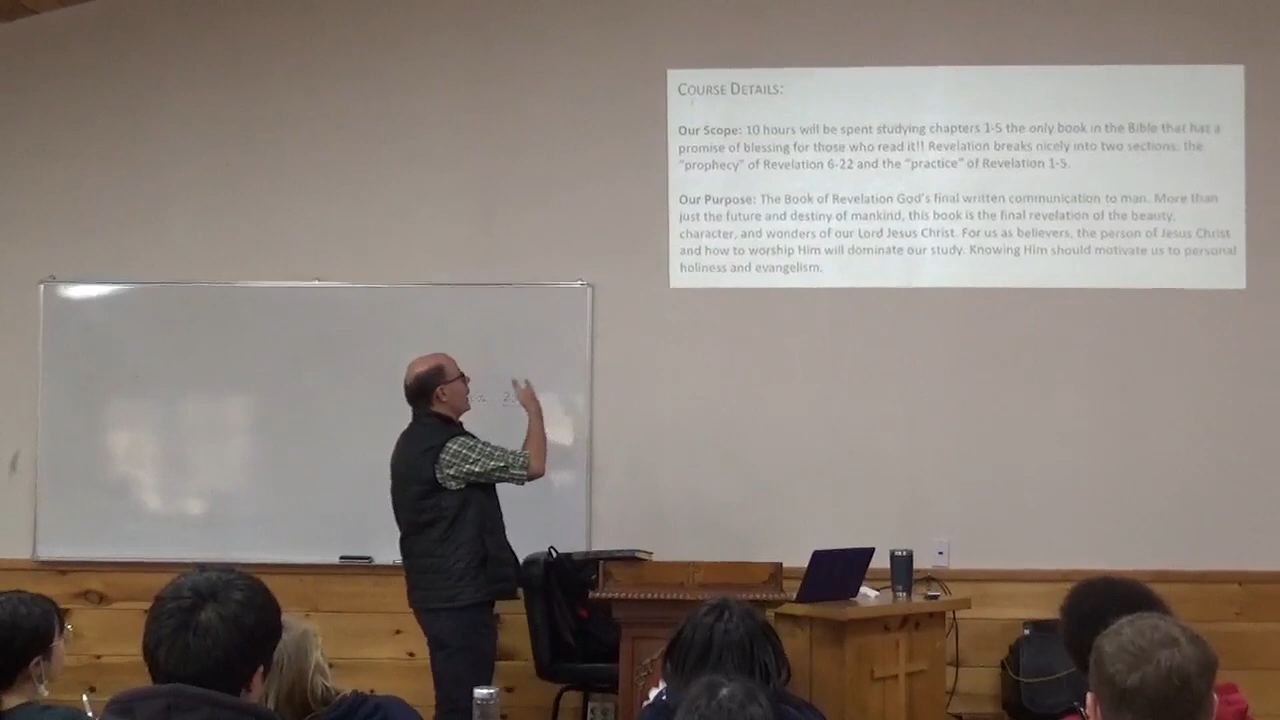 COURSE DETAILS:
Our Scope: 10 hours will be spent studying chapters 1-5 the only book in the Bible that has a
promise of blessing for those who read it!! Revelation breaks nicely into two sections, the
"prophecy" of Revelation 6-22 and the "practice" of Revelation 1-5.
Our Purpose: The Book of Revelation God's final written communication to man. More than
just the future and destiny of mankind, this book is the final revelation of the beauty,
character, and wonders of our Lord Jesus Christ. For us as believers, the person of Jesus Christ
and how to worship Him will dominate our study. Knowing Him should motivate us to personal
holiness and evangelism.